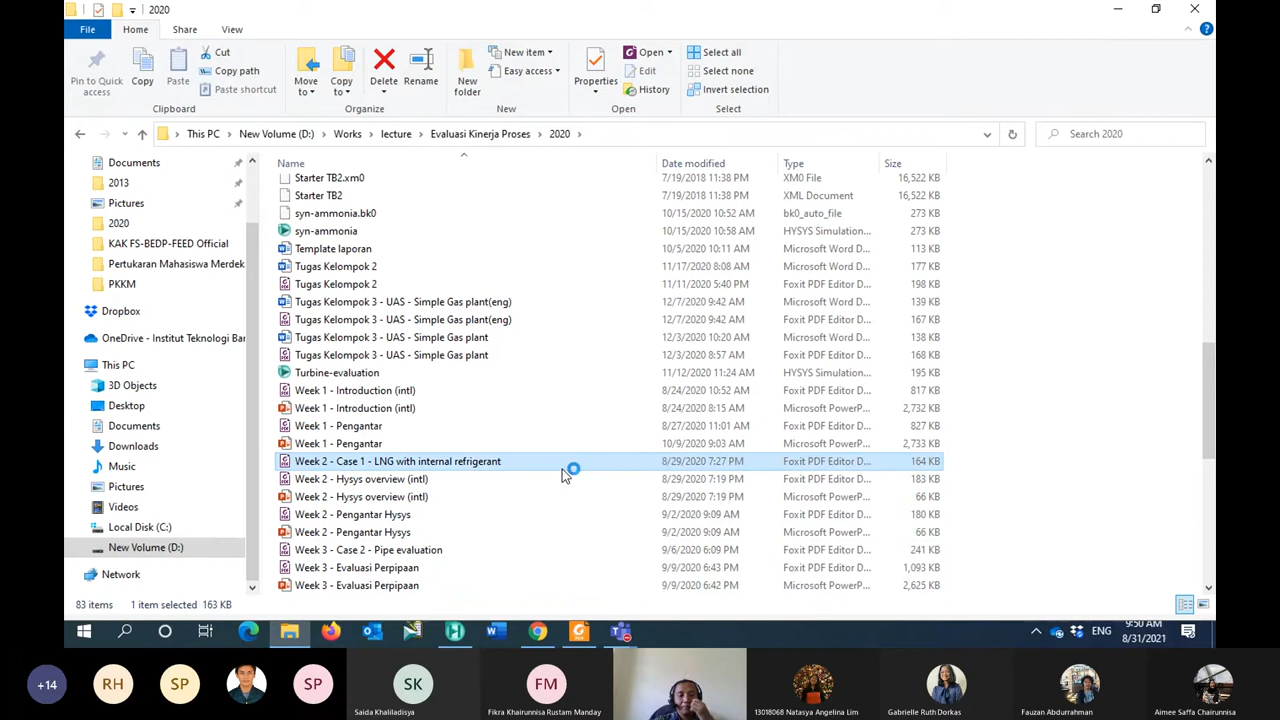 2020
File Home Share View
Pin to Quick access
Copy
Paste
Cut
Copy path
Paste shortcut
Clipboard
Move to
Copy to
Delete
Rename
Organize
New folder
New item
Easy access
New
Properties
Open
Edit
History
Open
Select all
Select none
Invert selection
Select
This PC New Volume (D:) Works lecture Evaluasi Kinerja Proses 2020
Search 2020
Documents
2013
Pictures
2020
KAK FS-BEDP-FEED Official
Pertukaran Mahasiswa Merdek
PKKM
Dropbox
OneDrive - Institut Teknologi Bar
This PC
3D Objects
Desktop
Documents
Downloads
Music
Pictures
Videos
Local Disk (C:)
New Volume (D:)
Network
Name Date modified Type Size
Starter TB2.xm0 7/19/2018 11:38 PM XM0 File 16,522 KB
Starter TB2 7/19/2018 11:38 PM XML Document 16,522 KB
syn-ammonia.bk0 10/15/2020 10:52 AM bk0_auto_file 273 KB
syn-ammonia 10/15/2020 10:58 AM HYSYS Simulation... 273 KB
Template laporan 10/5/2020 10:11 AM Microsoft Word D... 113 KB
Tugas Kelompok 2 11/17/2020 8:08 AM Microsoft Word D... 177 KB
Tugas Kelompok 2 11/11/2020 5:40 PM Foxit PDF Editor D... 198 KB
Tugas Kelompok 3 - UAS - Simple Gas plant(eng) 12/7/2020 9:42 AM Microsoft Word D... 139 KB
Tugas Kelompok 3 - UAS - Simple Gas plant(eng) 12/7/2020 9:42 AM Foxit PDF Editor D... 167 KB
Tugas Kelompok 3 - UAS - Simple Gas plant 12/3/2020 10:20 AM Microsoft Word D... 138 KB
Tugas Kelompok 3 - UAS - Simple Gas plant 12/3/2020 8:57 AM Foxit PDF Editor D... 168 KB
Turbine-evaluation 11/12/2020 11:24 AM HYSYS Simulation... 195 KB
Week 1 - Introduction (intl) 8/24/2020 10:52 AM Foxit PDF Editor D... 817 KB
Week 1 - Introduction (intl) 8/24/2020 8:15 AM Microsoft PowerP... 2,732 KB
Week 1 - Pengantar 8/27/2020 11:01 AM Foxit PDF Editor D... 827 KB
Week 1 - Pengantar 10/9/2020 9:03 AM Microsoft PowerP... 2,733 KB
Week 2 - Case 1 - LNG with internal refrigerant 8/29/2020 7:27 PM Foxit PDF Editor D... 164 KB
Week 2 - Hysys overview (intl) 8/29/2020 7:19 PM Foxit PDF Editor D... 183 KB
Week 2 - Hysys overview (intl) 8/29/2020 7:19 PM Microsoft PowerP... 66 KB
Week 2 - Pengantar Hysys 9/2/2020 9:09 AM Foxit PDF Editor D... 180 KB
Week 2 - Pengantar Hysys 9/2/2020 9:09 AM Microsoft PowerP... 66 KB
Week 3 - Case 2 - Pipe evaluation 9/6/2020 6:09 PM Foxit PDF Editor D... 241 KB
Week 3 - Evaluasi Perpipaan 9/9/2020 6:43 PM Foxit PDF Editor D... 1,093 KB
Week 3 - Evaluasi Perpipaan 9/9/2020 6:42 PM Microsoft PowerP... 2,625 KB
83 items 1 item selected 163 KB
ENG
9:50 AM
8/31/2021
+14
RH
SP
SP
SK
Saida Khaliladisya
FM
Fikra Khairunnisa Rustam Manday
13018068 Natasya Angelina Lim
Gabrielle Ruth Dorkas
Fauzan Abdurrahman
Aimee Saffa Chairunnisa